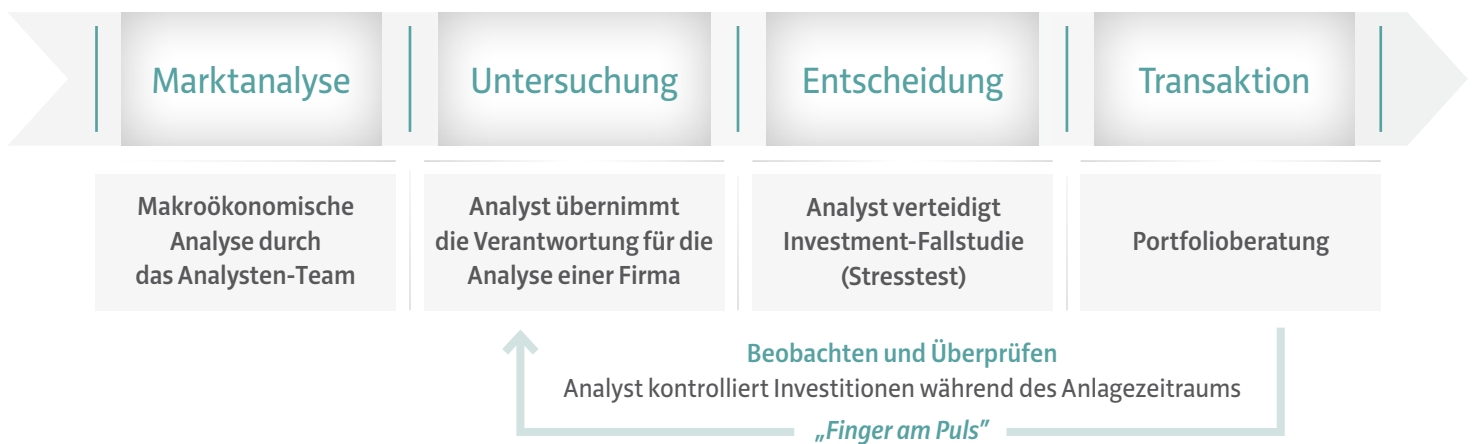 Marktanalyse
Untersuchung
Entscheidung
Transaktion
Makroökonomische
Analyse durch
das Analysten-Team
Analyst übernimmt
die Verantwortung für die
Analyse einer Firma
Analyst verteidigt
Investment-Fallstudie
(Stresstest)
Portfolioberatung
Beobachten und Überprüfen
Analyst kontrolliert Investitionen während des Anlagezeitraums
„Finger am Puls”